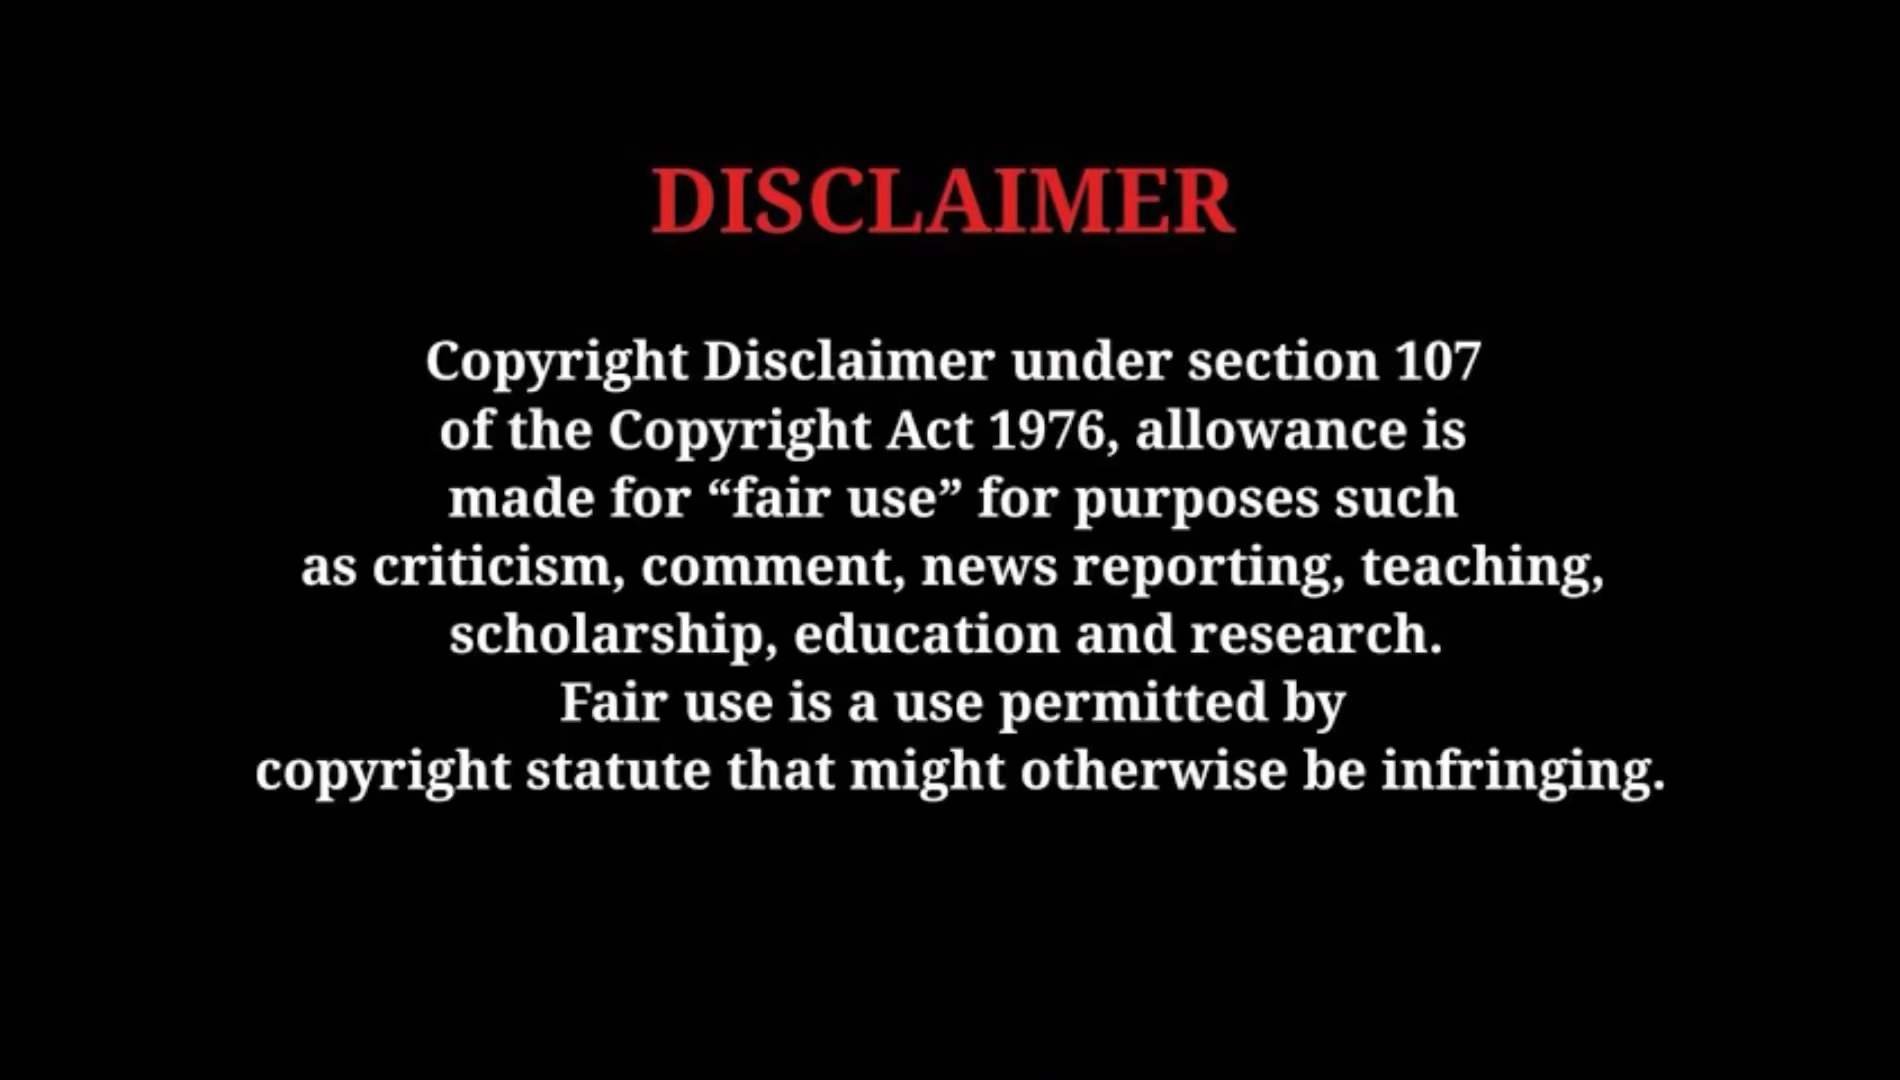 DISCLAIMER
Copyright Disclaimer under section 107
of the Copyright Act 1976, allowance is
made for “fair use” for purposes such
as criticism, comment, news reporting, teaching,
scholarship, education and research.
Fair use is a use permitted by
copyright statute that might otherwise be infringing.